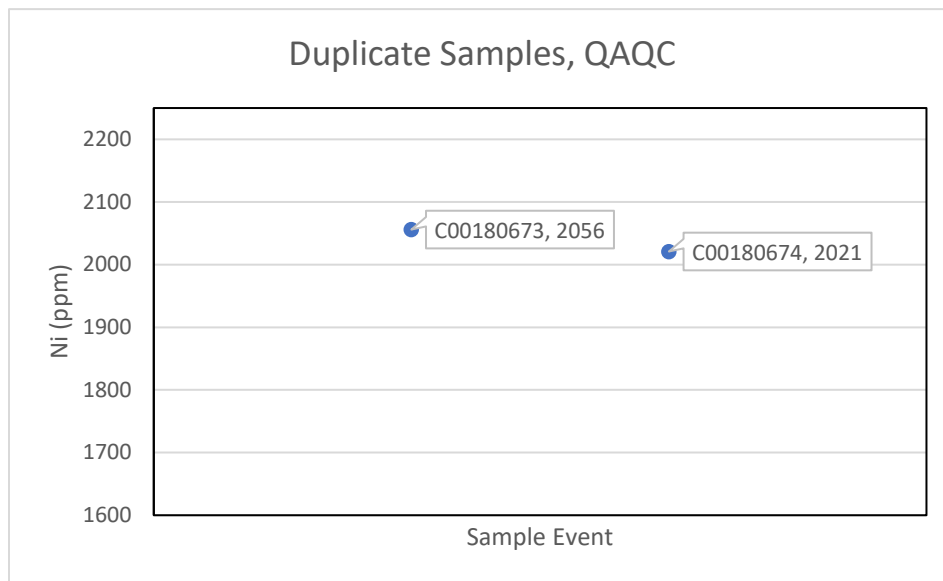 Duplicate Samples, QAQC
2200
2100
2000
1900
1800
1700
1600
Ni (ppm)
C00180673, 2056
C00180674, 2021
Sample Event